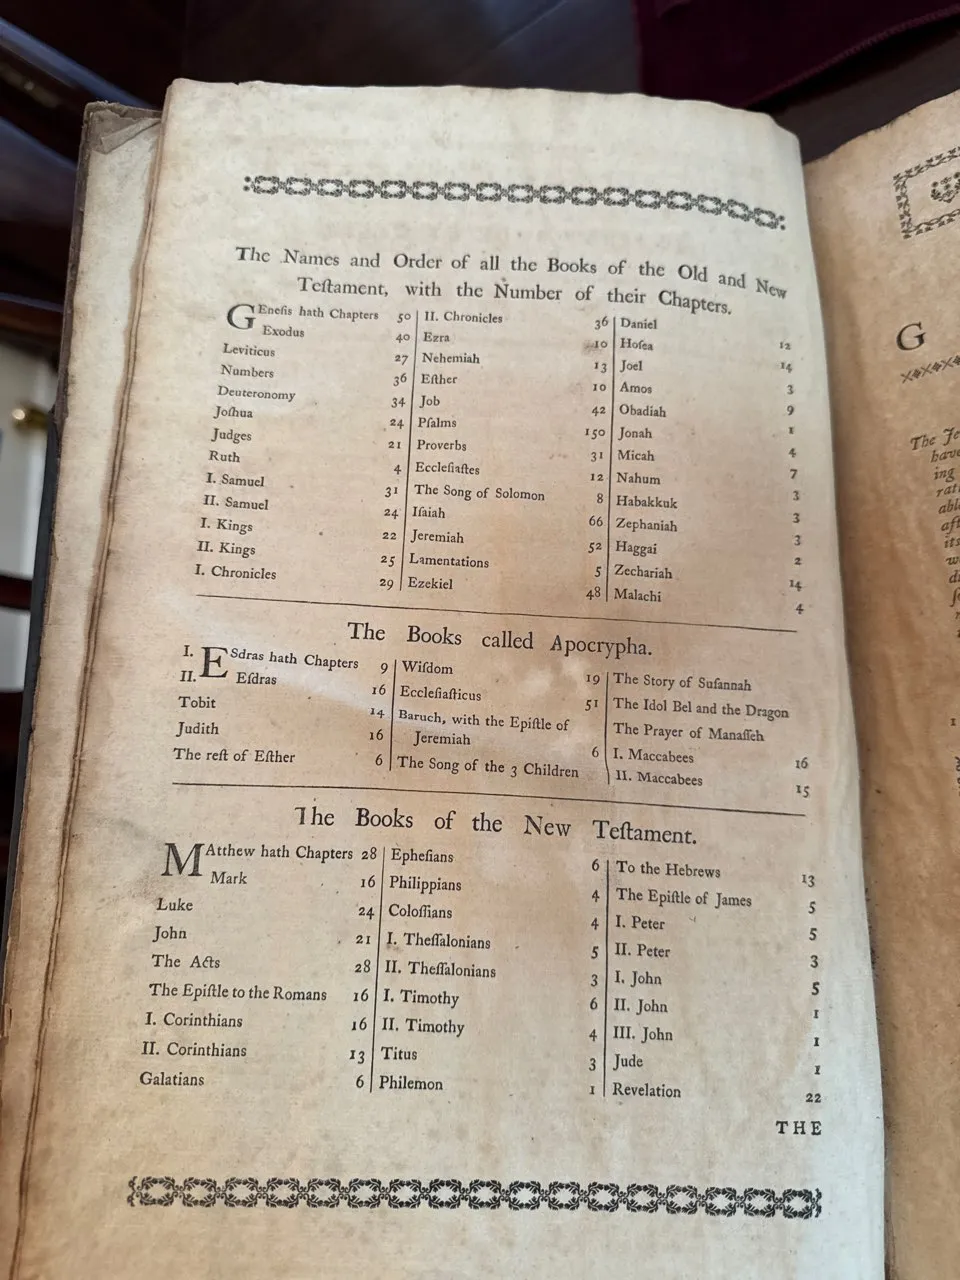 The Names and Order of all the Books of the Old and New
Teſtament, with the Number of their Chapters.
GEneſis hath Chapters 50
Exodus 40
Leviticus 27
Numbers 36
Deuteronomy 34
Joſhua 24
Judges 21
Ruth 4
I. Samuel 31
II. Samuel 24
I. Kings 22
II. Kings 25
I. Chronicles 29
II. Chronicles 36
Ezra 10
Nehemiah 13
Eſther 10
Job 42
Pſalms 150
Proverbs 31
Eccleſiaſtes 12
The Song of Solomon 8
Iſaiah 66
Jeremiah 52
Lamentations 5
Ezekiel 48
Daniel 12
Hoſea 14
Joel 3
Amos 9
Obadiah 1
Jonah 4
Micah 7
Nahum 3
Habakkuk 3
Zephaniah 3
Haggai 2
Zechariah 14
Malachi 4
The Books called Apocrypha.
I. ESdras hath Chapters 9
II. Eſdras 16
Tobit 14
Judith 16
The reſt of Eſther 6
Wiſdom 19
Eccleſiaſticus 51
Baruch, with the Epiſtle of
Jeremiah 6
The Song of the 3 Children
The Story of Suſannah
The Idol Bel and the Dragon
The Prayer of Manaſſeh
I. Maccabees 16
II. Maccabees 15
The Books of the New Teſtament.
MAtthew hath Chapters 28
Mark 16
Luke 24
John 21
The Acts 28
The Epiſtle to the Romans 16
I. Corinthians 16
II. Corinthians 13
Galatians 6
Epheſians 6
Philippians 4
Coloſſians 4
I. Theſſalonians 5
II. Theſſalonians 3
I. Timothy 6
II. Timothy 4
Titus 3
Philemon 1
To the Hebrews 13
The Epiſtle of James 5
I. Peter 5
II. Peter 3
I. John 5
II. John 1
III. John 1
Jude 1
Revelation 22
THE
G
The Je
have
ing